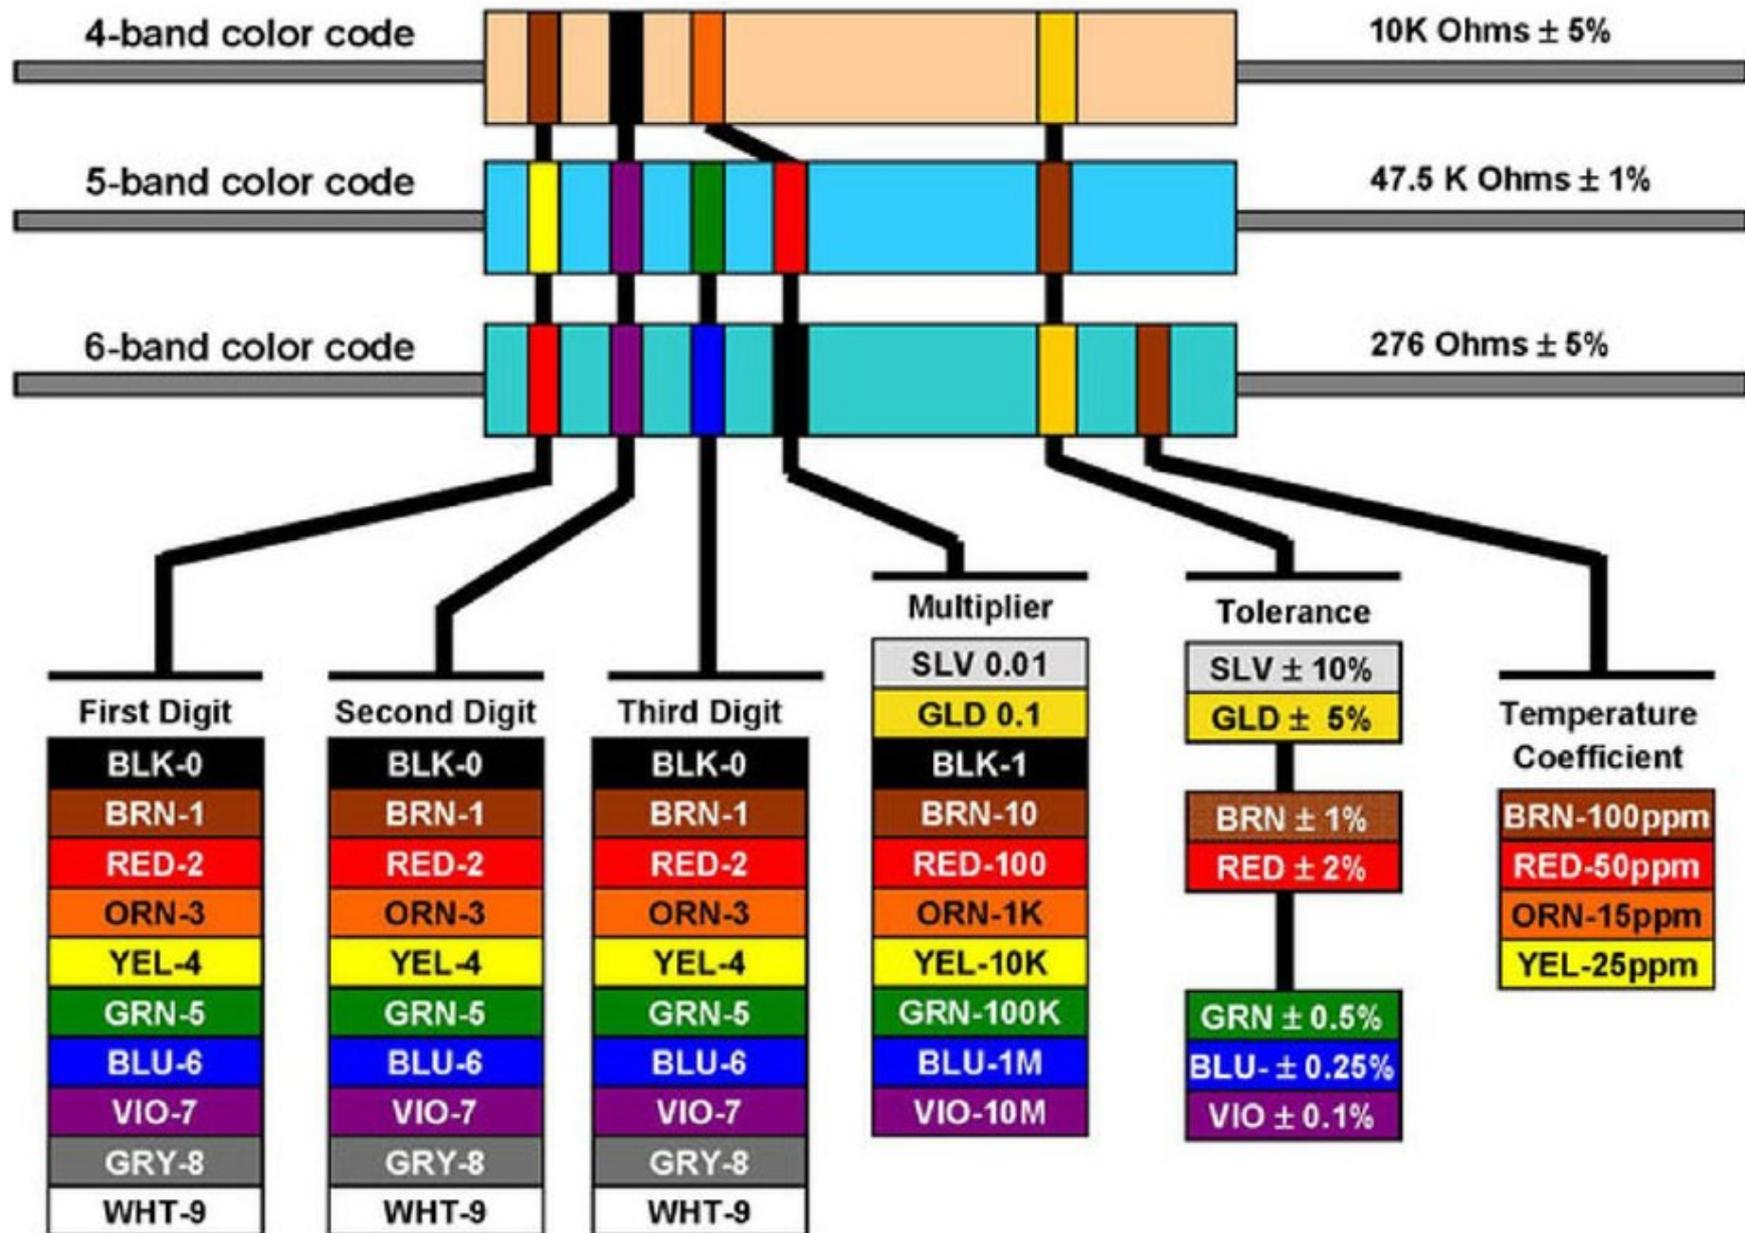 4-band color code
10K Ohms ± 5%
5-band color code
47.5 K Ohms ± 1%
6-band color code
276 Ohms ± 5%
First Digit
BLK-0
BRN-1
RED-2
ORN-3
YEL-4
GRN-5
BLU-6
VIO-7
GRY-8
WHT-9
Second Digit
BLK-0
BRN-1
RED-2
ORN-3
YEL-4
GRN-5
BLU-6
VIO-7
GRY-8
WHT-9
Third Digit
BLK-0
BRN-1
RED-2
ORN-3
YEL-4
GRN-5
BLU-6
VIO-7
GRY-8
WHT-9
Multiplier
SLV 0.01
GLD 0.1
BLK-1
BRN-10
RED-100
ORN-1K
YEL-10K
GRN-100K
BLU-1M
VIO-10M
Tolerance
SLV ± 10%
GLD ± 5%
BRN ± 1%
RED ± 2%
GRN ± 0.5%
BLU- ± 0.25%
VIO ± 0.1%
Temperature
Coefficient
BRN-100ppm
RED-50ppm
ORN-15ppm
YEL-25ppm